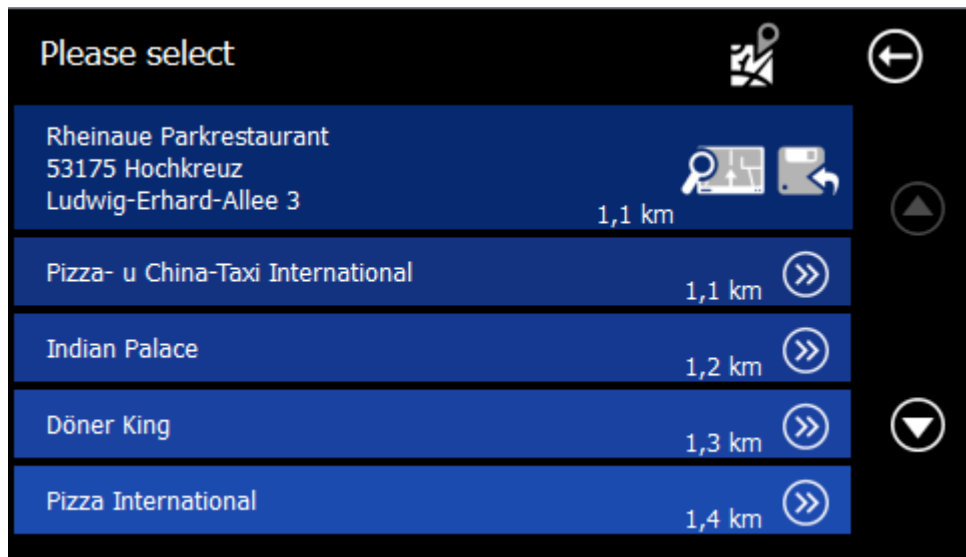 Please select
Rheinaue Parkrestaurant
53175 Hochkreuz
Ludwig-Erhard-Allee 3
1,1 km
Pizza- u China-Taxi International
1,1 km
Indian Palace
1,2 km
Döner King
1,3 km
Pizza International
1,4 km